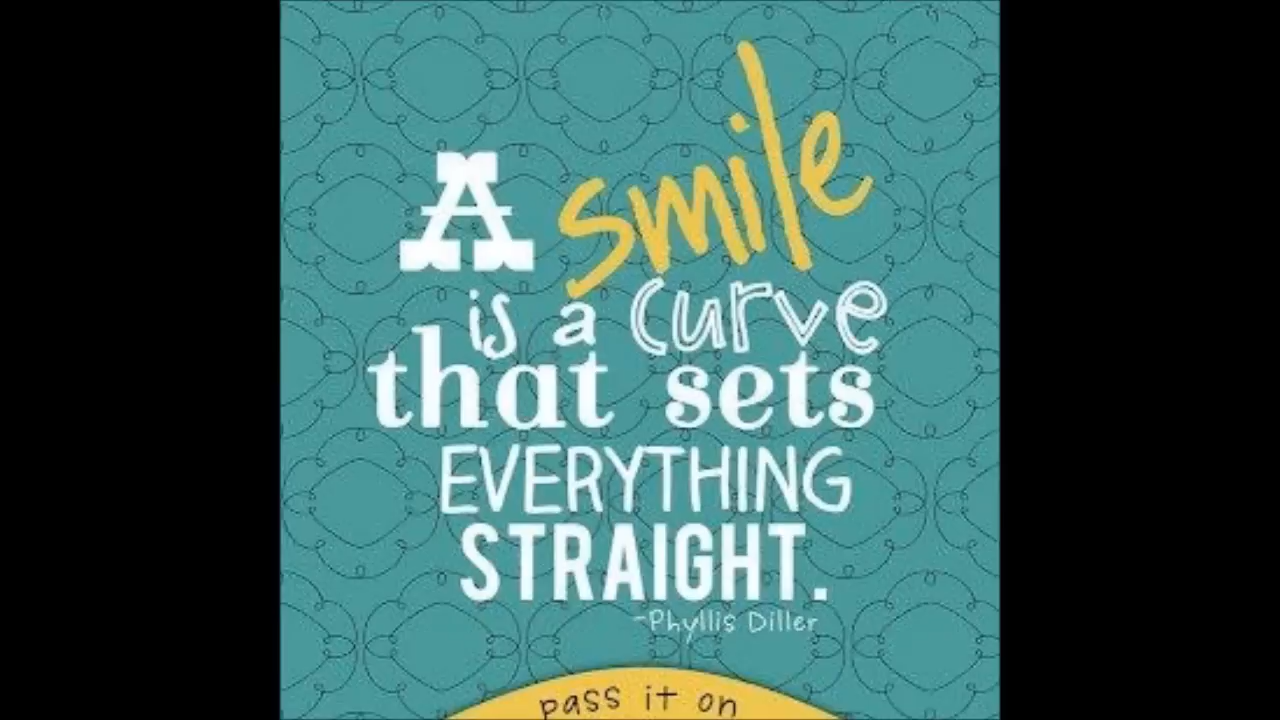 A smile
is a curve
that sets
EVERYTHING
STRAIGHT.
-Phyllis Diller
pass it on